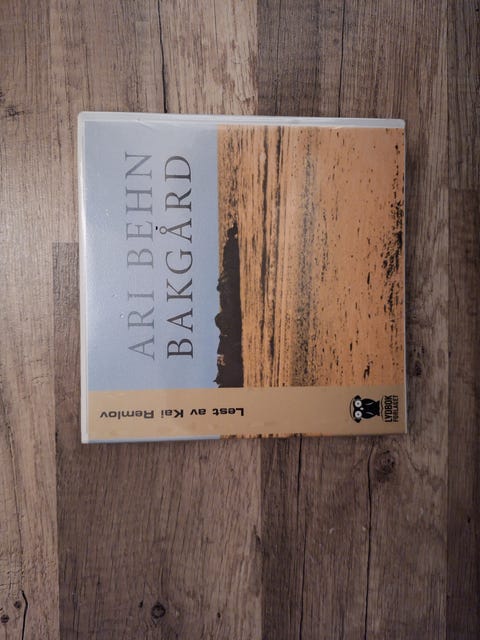 ARI BEHN
BAKGÅRD
Lest av Kai Remlov
LYDBOK
FORLAGET